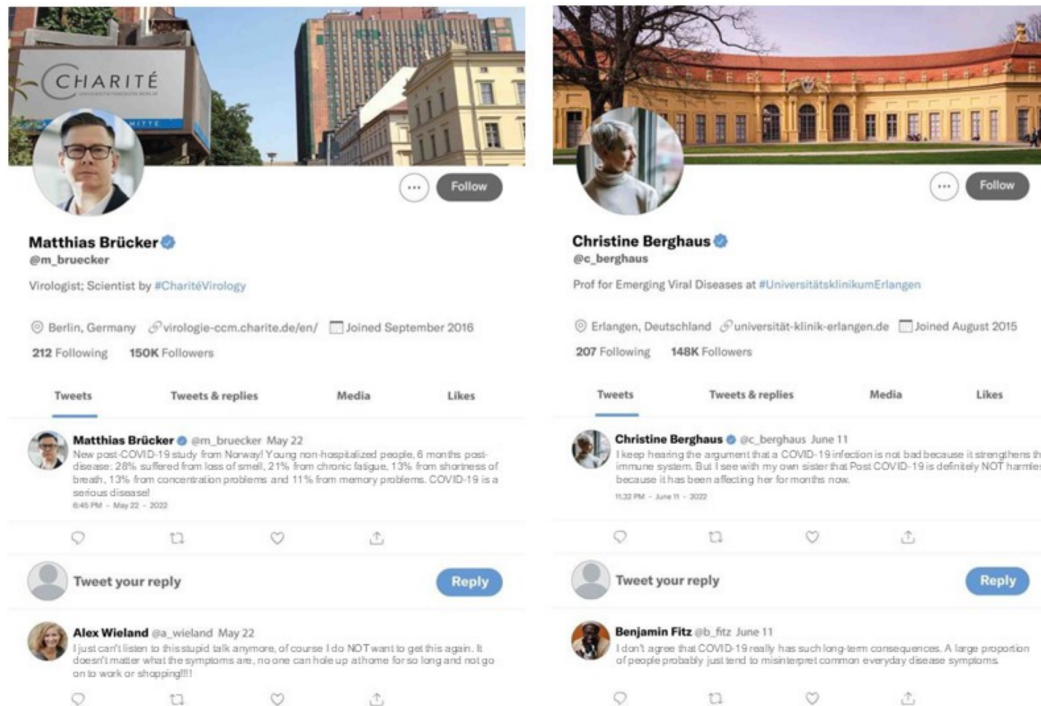 CHARITÉ
UNIVERSITÄTSMEDIZIN BERLIN
MITTE
Follow
Matthias Brücker
@m_bruecker
Virologist; Scientist by #CharitéVirology
Berlin, Germany virologie-ccm.charite.de/en/ Joined September 2016
212 Following 150K Followers
Tweets Tweets & replies Media Likes
Matthias Brücker @m_bruecker May 22
New post-COVID-19 study from Norway! Young non-hospitalized people, 6 months post-
disease: 28% suffered from loss of smell, 21% from chronic fatigue, 13% from shortness of
breath, 13% from concentration problems and 11% from memory problems. COVID-19 is a
serious disease!
6:45 PM - May 22 - 2022
Tweet your reply Reply
Alex Wieland @a_wieland May 22
I just can't listen to this stupid talk anymore, of course I do NOT want to get this again. It
doesn't matter what the symptoms are, no one can hole up at home for so long and not go
on to work or shopping!!!!
Follow
Christine Berghaus
@c_berghaus
Prof for Emerging Viral Diseases at #UniversitätsklinikumErlangen
Erlangen, Deutschland universität-klinik-erlangen.de Joined August 2015
207 Following 148K Followers
Tweets Tweets & replies Media Likes
Christine Berghaus @c_berghaus June 11
I keep hearing the argument that a COVID-19 infection is not bad because it strengthens th
immune system. But I see with my own sister that Post COVID-19 is definitely NOT harmle
because it has been affecting her for months now.
11.32 PM - June 11 - 2022
Tweet your reply Reply
Benjamin Fitz @b_fitz June 11
I don't agree that COVID-19 really has such long-term consequences. A large proportion
of people probably just tend to misinterpret common everyday disease symptoms.